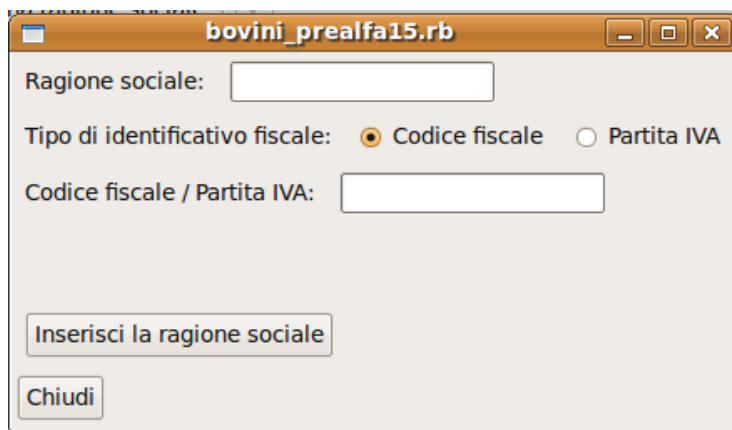 bovini_prealfa15.rb
Ragione sociale:
Tipo di identificativo fiscale: Codice fiscale Partita IVA
Codice fiscale / Partita IVA:
Inserisci la ragione sociale
Chiudi